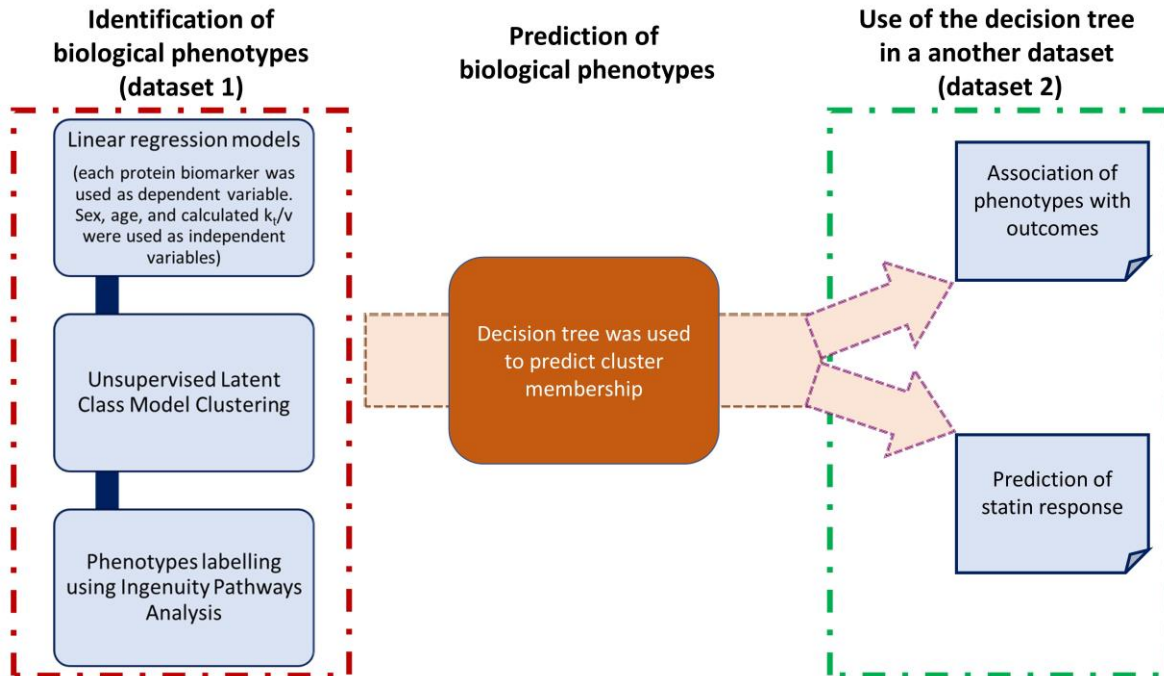 Identification of
biological phenotypes
(dataset 1)
Linear regression models
(each protein biomarker was
used as dependent variable.
Sex, age, and calculated kt/v
were used as independent
variables)
Unsupervised Latent
Class Model Clustering
Phenotypes labelling
using Ingenuity Pathways
Analysis
Prediction of
biological phenotypes
Decision tree was used
to predict cluster
membership
Use of the decision tree
in a another dataset
(dataset 2)
Association of
phenotypes with
outcomes
Prediction of
statin response